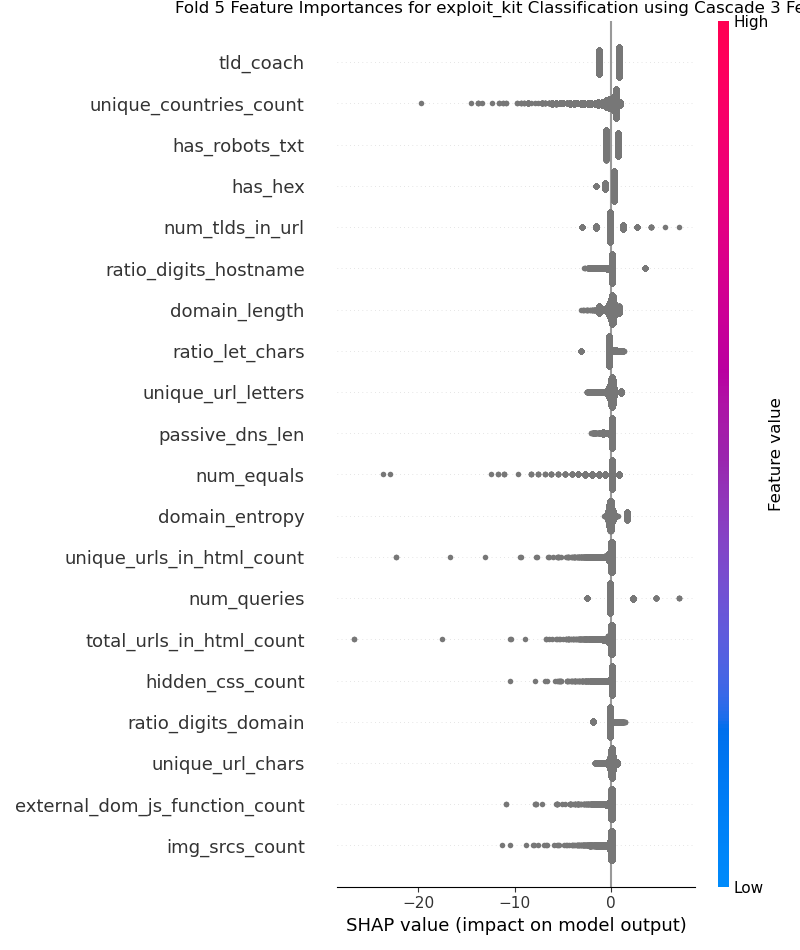 Fold 5 Feature Importances for exploit_kit Classification using Cascade 3 Fe
High
tld_coach
unique_countries_count
has_robots_txt
has_hex
num_tlds_in_url
ratio_digits_hostname
domain_length
ratio_let_chars
unique_url_letters
passive_dns_len
num_equals
domain_entropy
unique_urls_in_html_count
num_queries
total_urls_in_html_count
hidden_css_count
ratio_digits_domain
unique_url_chars
external_dom_js_function_count
img_srcs_count
Feature value
Low
−20 −10 0
SHAP value (impact on model output)